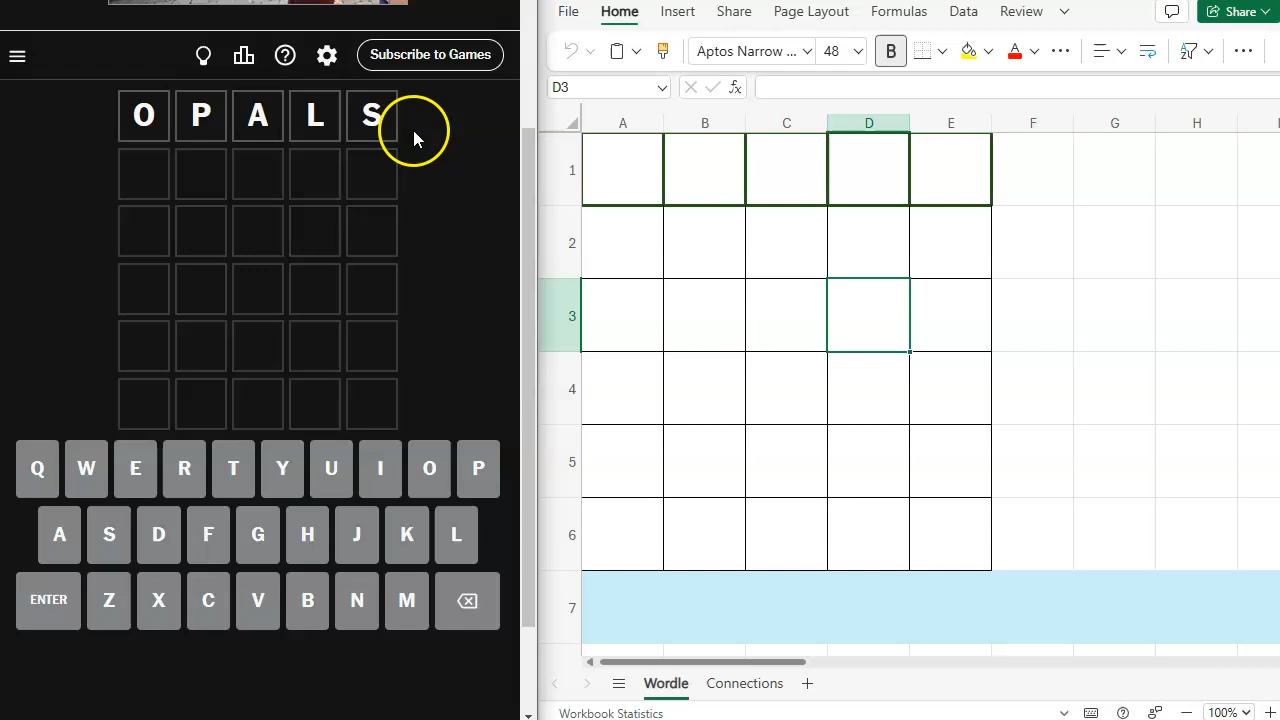 File Home Insert Share Page Layout Formulas Data Review Share
Subscribe to Games
Aptos Narrow ... 48 B A ... ...
D3 fx
O P A L S
A B C D E F G H
1
2
3
4
5
6
7
Q W E R T Y U I O P
A S D F G H J K L
ENTER Z X C V B N M
Wordle Connections +
Workbook Statistics 100%